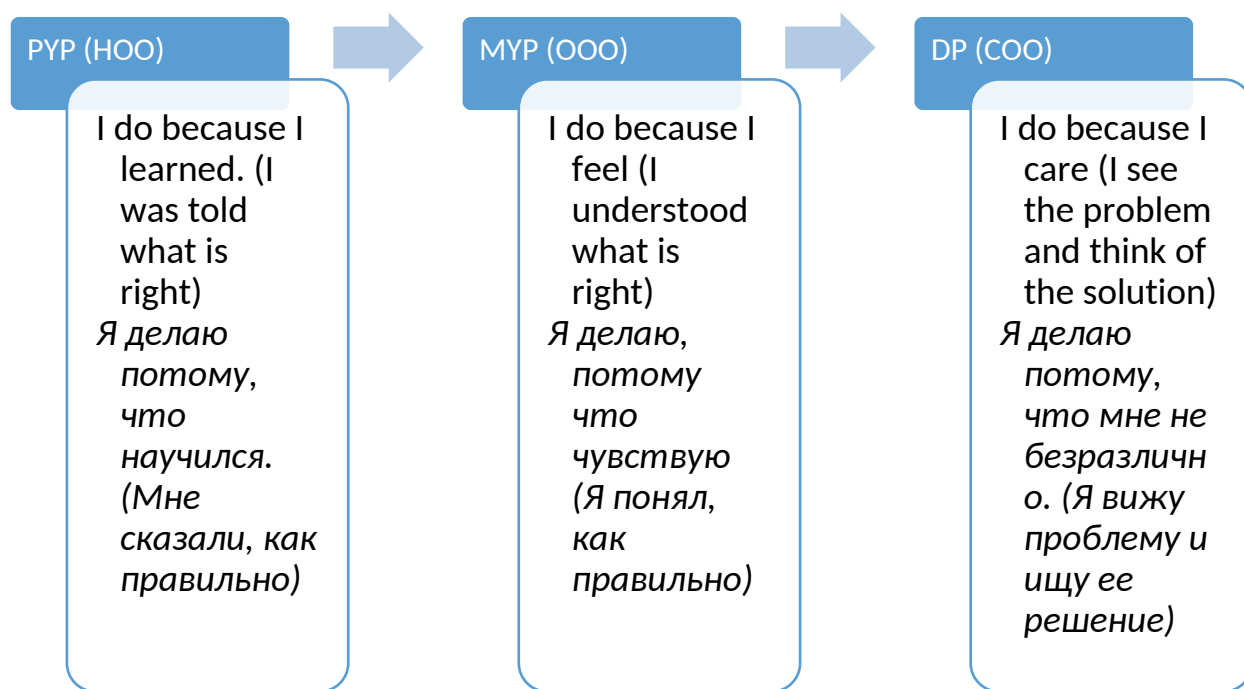 PYP (НОО)
I do because I
learned. (I
was told
what is
right)
Я делаю
потому,
что
научился.
(Мне
сказали, как
правильно)
MYP (ООО)
I do because I
feel (I
understood
what is
right)
Я делаю,
потому
что
чувствую
(Я понял,
как
правильно)
DP (СОО)
I do because I
care (I see
the problem
and think of
the solution)
Я делаю
потому,
что мне не
безразличн
о. (Я вижу
проблему и
ищу ее
решение)